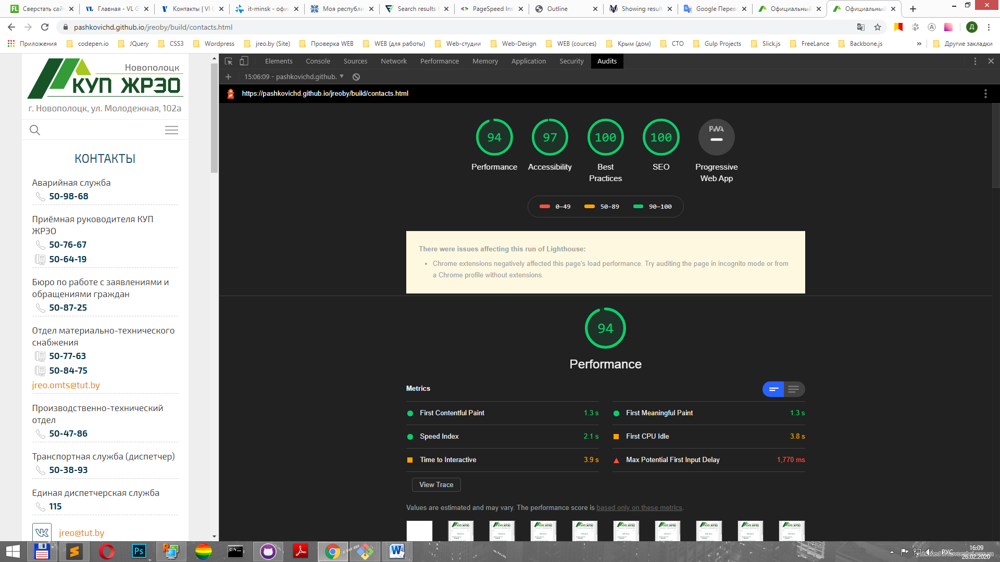 Сверстать сайт
Главная - VL G
Контакты | VI G
it-minsk - офи
Моя республи
Search results f
PageSpeed Ins
Outline
Showing result
Google Перев
Официальный
Официальный
pashkovichd.github.io/jreoby/build/contacts.html
Приложения
codepen.io
JQuery
CSS3
Wordpress
jreo.by (Site)
Проверка WEB
WEB (для работы)
Web-студии
Web-Design
WEB (cources)
Крым (дом)
СТО
Gulp Projects
Slick.js
FreeLance
Backbone.js
»
Другие закладки
Новополоцк
КУП ЖРЭО
г. Новополоцк, ул. Молодежная, 102а
КОНТАКТЫ
Аварийная служба
50-98-68
Приёмная руководителя КУП
ЖРЭО
50-76-67
50-64-19
Бюро по работе с заявлениями и
обращениями граждан
50-87-25
Отдел материально-технического
снабжения
50-77-63
50-84-75
jreo.omts@tut.by
Производственно-технический
отдел
50-47-86
Транспортная служба (диспетчер)
50-38-93
Единая диспетчерская служба
115
jreo@tut.by
Elements
Console
Sources
Network
Performance
Memory
Application
Security
Audits
15:06:09 - pashkovichd.github.
https://pashkovichd.github.io/jreoby/build/contacts.html
94
97
100
100
PWA
Performance
Accessibility
Best
Practices
SEO
Progressive
Web App
0–49
50–89
90–100
There were issues affecting this run of Lighthouse:
• Chrome extensions negatively affected this page's load performance. Try auditing the page in incognito mode or from
a Chrome profile without extensions.
94
Performance
Metrics
First Contentful Paint 1.3 s
First Meaningful Paint 1.3 s
Speed Index 2.1 s
First CPU Idle 3.8 s
Time to Interactive 3.9 s
Max Potential First Input Delay 1,770 ms
View Trace
Values are estimated and may vary. The performance score is based only on these metrics.
РУС
16:09
26.02.2020